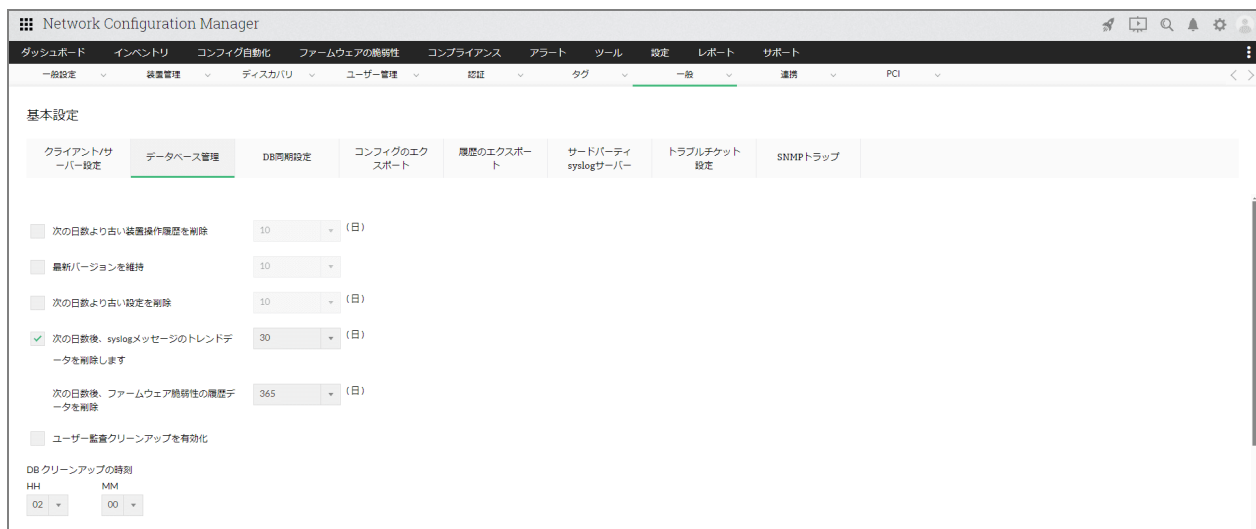 Network Configuration Manager
ダッシュボード インベントリ コンフィグ自動化 ファームウェアの脆弱性 コンプライアンス アラート ツール 設定 レポート サポート
一般設定 装置管理 ディスカバリ ユーザー管理 認証 タグ 一般 連携 PCI
基本設定
クライアント/サ
ーバー設定
データベース管理
DB同期設定
コンフィグのエク
スポート
履歴のエクスポー
ト
サードパーティ
syslogサーバー
トラブルチケット
設定
SNMPトラップ
次の日数より古い装置操作履歴を削除 10 (日)
最新バージョンを維持 10
次の日数より古い設定を削除 10 (日)
次の日数後、syslogメッセージのトレンドデ 30 (日)
ータを削除します
次の日数後、ファームウェア脆弱性の履歴デ 365 (日)
ータを削除
ユーザー監査クリーンアップを有効化
DB クリーンアップの時刻
HH MM
02 00